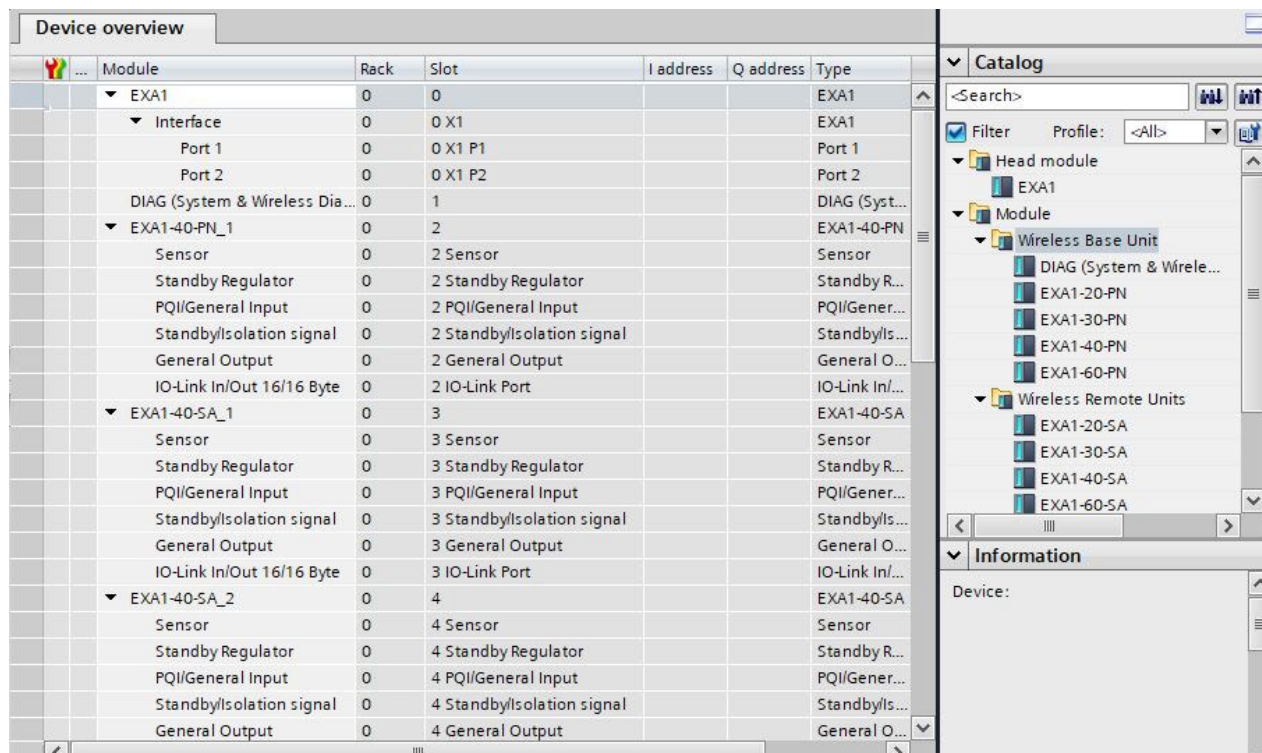 Device overview
... Module Rack Slot I address Q address Type
EXA1 0 0 EXA1
Interface 0 0 X1 EXA1
Port 1 0 0 X1 P1 Port 1
Port 2 0 0 X1 P2 Port 2
DIAG (System & Wireless Dia... 0 1 DIAG (Syst...
EXA1-40-PN_1 0 2 EXA1-40-PN
Sensor 0 2 Sensor Sensor
Standby Regulator 0 2 Standby Regulator Standby R...
PQI/General Input 0 2 PQI/General Input PQI/Gener...
Standby/Isolation signal 0 2 Standby/Isolation signal Standby/Is...
General Output 0 2 General Output General O...
IO-Link In/Out 16/16 Byte 0 2 IO-Link Port IO-Link In/...
EXA1-40-SA_1 0 3 EXA1-40-SA
Sensor 0 3 Sensor Sensor
Standby Regulator 0 3 Standby Regulator Standby R...
PQI/General Input 0 3 PQI/General Input PQI/Gener...
Standby/Isolation signal 0 3 Standby/Isolation signal Standby/Is...
General Output 0 3 General Output General O...
IO-Link In/Out 16/16 Byte 0 3 IO-Link Port IO-Link In/...
EXA1-40-SA_2 0 4 EXA1-40-SA
Sensor 0 4 Sensor Sensor
Standby Regulator 0 4 Standby Regulator Standby R...
PQI/General Input 0 4 PQI/General Input PQI/Gener...
Standby/Isolation signal 0 4 Standby/Isolation signal Standby/Is...
General Output 0 4 General Output General O...
Catalog
<Search>
Filter Profile: <All>
Head module
EXA1
Module
Wireless Base Unit
DIAG (System & Wirele...
EXA1-20-PN
EXA1-30-PN
EXA1-40-PN
EXA1-60-PN
Wireless Remote Units
EXA1-20-SA
EXA1-30-SA
EXA1-40-SA
EXA1-60-SA
Information
Device: